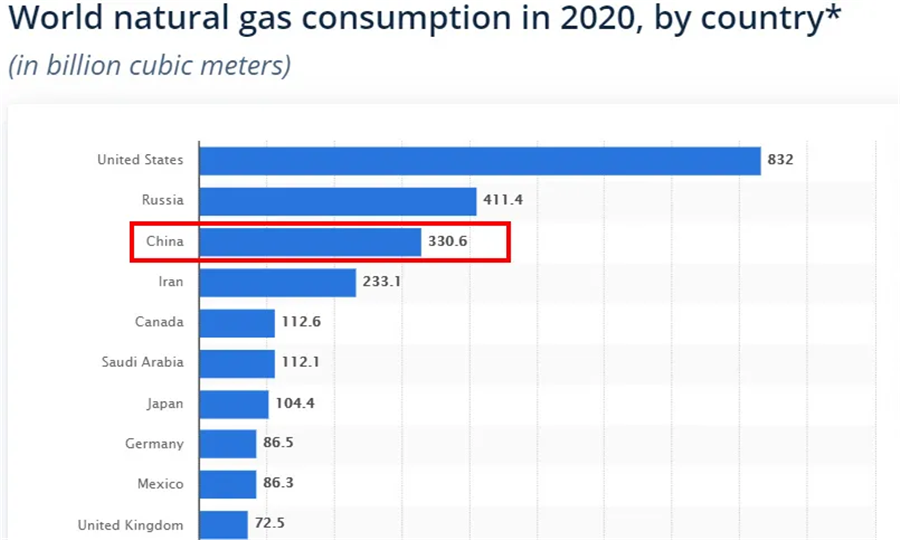 World natural gas consumption in 2020, by country*
(in billion cubic meters)
United States 832
Russia 411.4
China 330.6
Iran 233.1
Canada 112.6
Saudi Arabia 112.1
Japan 104.4
Germany 86.5
Mexico 86.3
United Kingdom 72.5